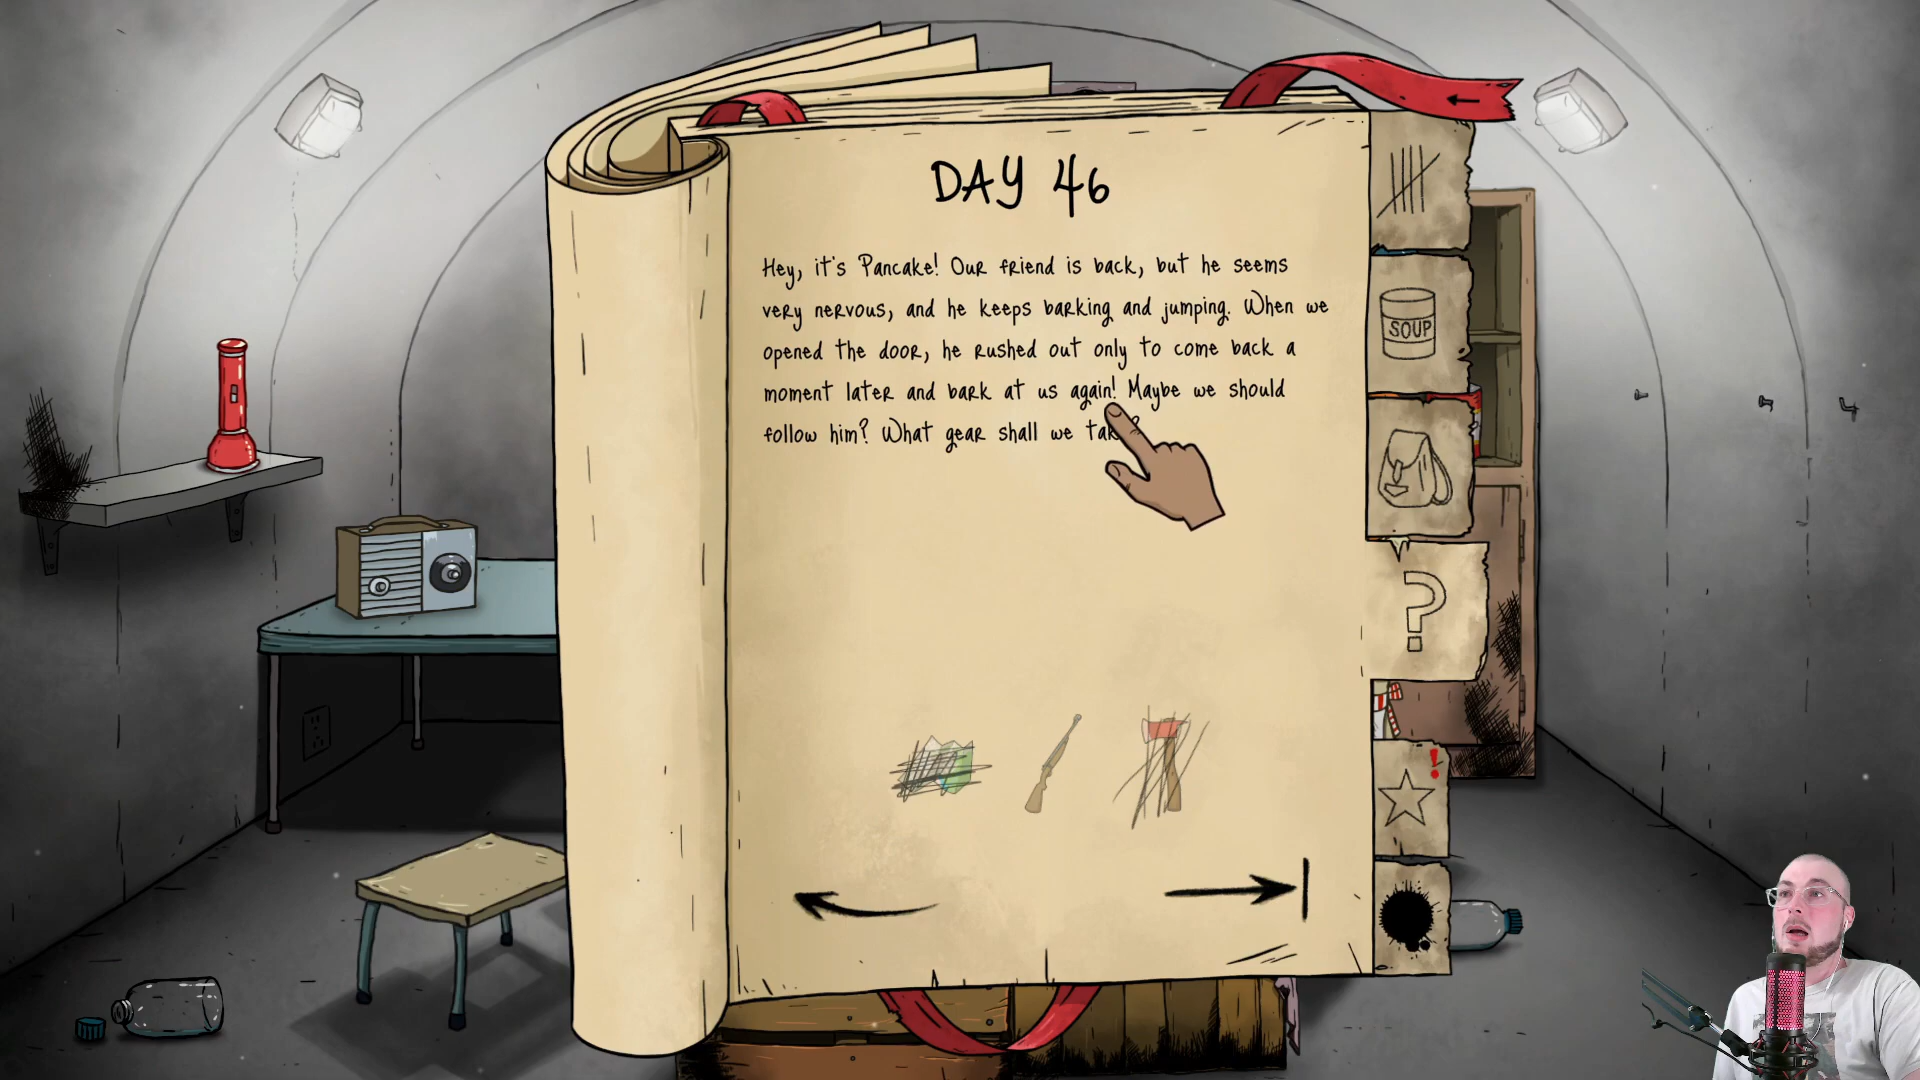 DAY 46
Hey, it's Pancake! Our friend is back, but he seems
very nervous, and he keeps barking and jumping. When we
opened the door, he rushed out only to come back a
moment later and bark at us again! Maybe we should
follow him? What gear shall we
SOUP